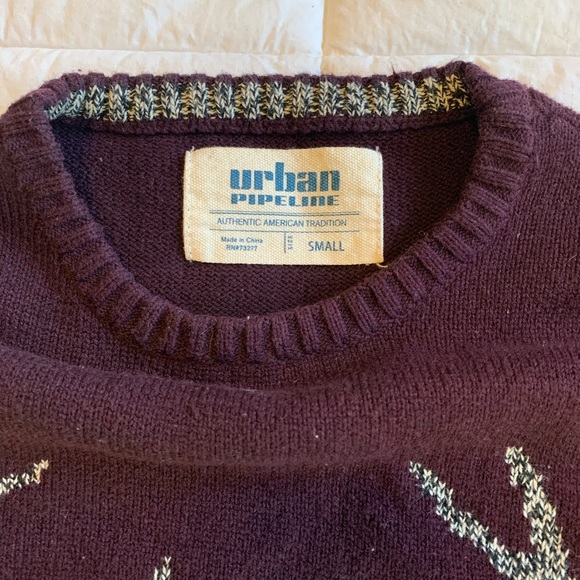 urban
PIPELINE
AUTHENTIC AMERICAN TRADITION
Made in China
RN#73277
SIZE
SMALL